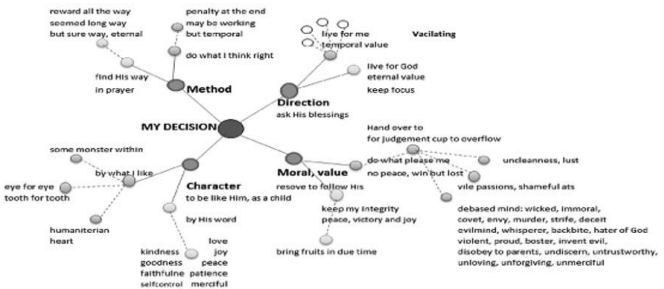 reward all the way
seemed long way
but sure way, eternal
penalty at the end
may be working
but temporal
do what I think right
find His way
in prayer
Method
live for me
temporal value
Vacilating
live for God
eternal value
keep focus
Direction
ask His blessings
MY DECISION
Hand over to
for judgement cup to overflow
do what please me
no peace, win but lost
uncleanness, lust
vile passions, shameful ats
debased mind: wicked, immoral,
covet, envy, murder, strife, deceit
evilmind, whisperer, backbite, hater of God
violent, proud, boster, invent evil,
disobey to parents, undiscern, untrustworthy,
unloving, unforgiving, unmerciful
Moral, value
resove to follow His
keep my integrity
peace, victory and joy
bring fruits in due time
some monster within
by what I like
eye for eye
tooth for tooth
humaniterian
heart
Character
to be like Him, as a child
by His word
love
kindness joy
goodness peace
faithfulne patience
selfcontrol merciful